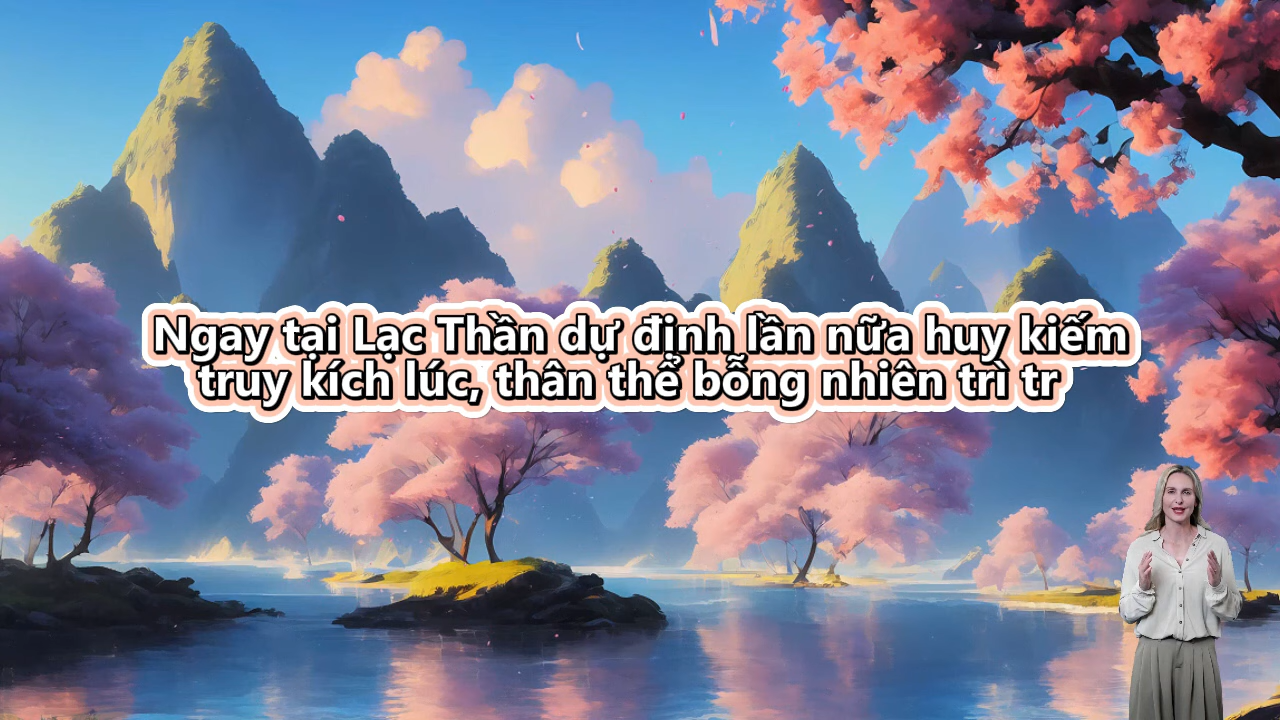 Ngay tại Lạc Thần dự định lần nữa huy kiếm
truy kích lúc, thân thể bỗng nhiên trì tr